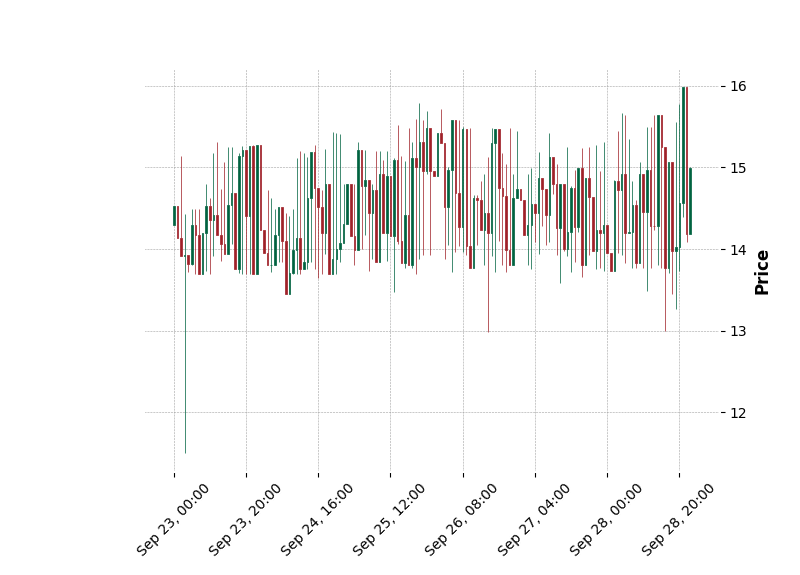 16
15
14
13
12
Price
Sep 23, 00:00
Sep 23, 20:00
Sep 24, 16:00
Sep 25, 12:00
Sep 26, 08:00
Sep 27, 04:00
Sep 28, 00:00
Sep 28, 20:00